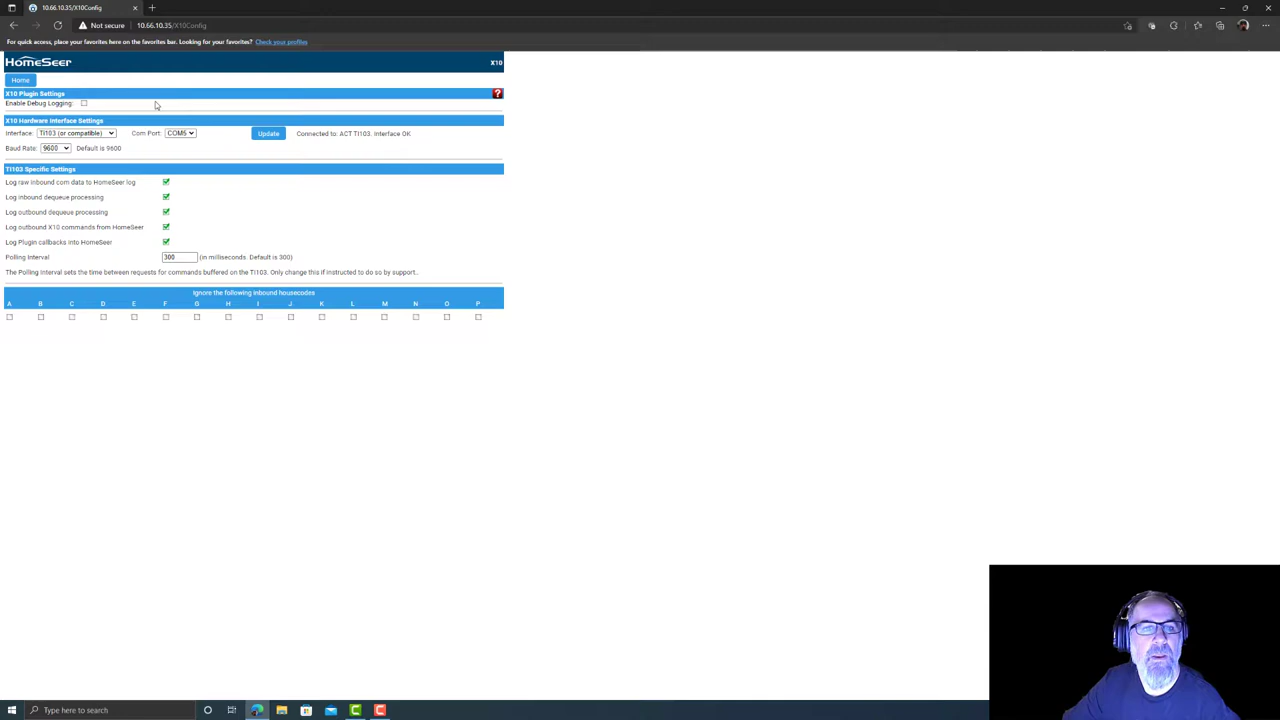 10.66.10.35/X10Config
Not secure
10.66.10.35/X10Config
For quick access, place your favorites here on the favorites bar. Looking for your favorites? Check your profiles
HomeSeer
X10
Home
X10 Plugin Settings
?
Enable Debug Logging:
X10 Hardware Interface Settings
Interface: TI103 (or compatible) Com Port: COM5 Update Connected to: ACT TI103. Interface OK
Baud Rate: 9600 Default is 9600
TI103 Specific Settings
Log raw inbound com data to HomeSeer log
Log inbound dequeue processing
Log outbound dequeue processing
Log outbound X10 commands from HomeSeer
Log Plugin callbacks into HomeSeer
Polling Interval 300 (in milliseconds. Default is 300)
The Polling Interval sets the time between requests for commands buffered on the TI103. Only change this if instructed to do so by support..
Ignore the following inbound housecodes
A B C D E F G H I J K L M N O P
Type here to search